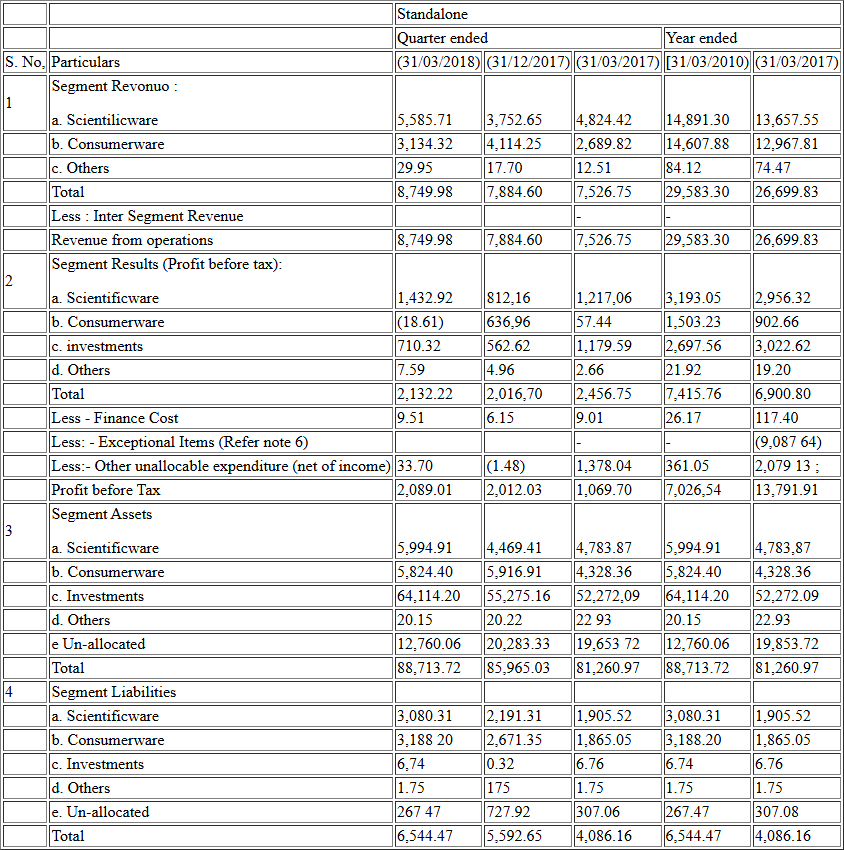 Standalone
Quarter ended Year ended
S. No, Particulars (31/03/2018) (31/12/2017) (31/03/2017) [31/03/2010) (31/03/2017)
1 Segment Revonuo :
a. Scientilicware 5,585.71 3,752.65 4,824.42 14,891.30 13,657.55
b. Consumerware 3,134.32 4,114.25 2,689.82 14,607.88 12,967.81
c. Others 29.95 17.70 12.51 84.12 74.47
Total 8,749.98 7,884.60 7,526.75 29,583.30 26,699.83
Less : Inter Segment Revenue - -
Revenue from operations 8,749.98 7,884.60 7,526.75 29,583.30 26,699.83
2 Segment Results (Profit before tax):
a. Scientificware 1,432.92 812,16 1,217,06 3,193.05 2,956.32
b. Consumerware (18.61) 636,96 57.44 1,503.23 902.66
c. investments 710.32 562.62 1,179.59 2,697.56 3,022.62
d. Others 7.59 4.96 2.66 21.92 19.20
Total 2,132.22 2,016,70 2,456.75 7,415.76 6,900.80
Less - Finance Cost 9.51 6.15 9.01 26.17 117.40
Less: - Exceptional Items (Refer note 6) - - (9,087 64)
Less:- Other unallocable expenditure (net of income) 33.70 (1.48) 1,378.04 361.05 2,079 13 ;
Profit before Tax 2,089.01 2,012.03 1,069.70 7,026,54 13,791.91
3 Segment Assets
a. Scientificware 5,994.91 4,469.41 4,783.87 5,994.91 4,783,87
b. Consumerware 5,824.40 5,916.91 4,328.36 5,824.40 4,328.36
c. Investments 64,114.20 55,275.16 52,272,09 64,114.20 52,272.09
d. Others 20.15 20.22 22 93 20.15 22.93
e Un-allocated 12,760.06 20,283.33 19,653 72 12,760.06 19,853.72
Total 88,713.72 85,965.03 81,260.97 88,713.72 81,260.97
4 Segment Liabilities
a. Scientificware 3,080.31 2,191.31 1,905.52 3,080.31 1,905.52
b. Consumerware 3,188 20 2,671.35 1,865.05 3,188.20 1,865.05
c. Investments 6,74 0.32 6.76 6.74 6.76
d. Others 1.75 175 1.75 1.75 1.75
e. Un-allocated 267 47 727.92 307.06 267.47 307.08
Total 6,544.47 5,592.65 4,086.16 6,544.47 4,086.16